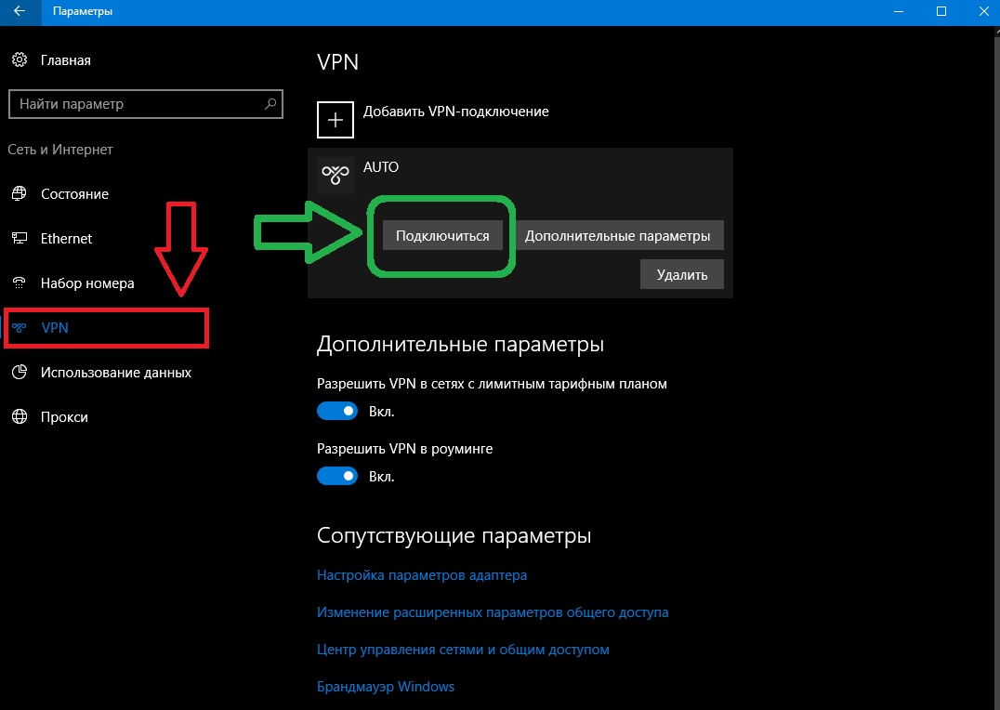 Параметры
Главная
Найти параметр
Сеть и Интернет
Состояние
Ethernet
Набор номера
VPN
Использование данных
Прокси
VPN
Добавить VPN-подключение
AUTO
Подключиться
Дополнительные параметры
Удалить
Дополнительные параметры
Разрешить VPN в сетях с лимитным тарифным планом
Вкл.
Разрешить VPN в роуминге
Вкл.
Сопутствующие параметры
Настройка параметров адаптера
Изменение расширенных параметров общего доступа
Центр управления сетями и общим доступом
Брандмауэр Windows